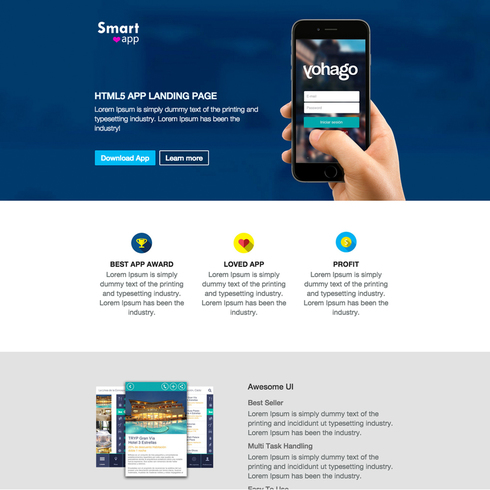 Smart
app
HTML5 APP LANDING PAGE
Lorem Ipsum is simply dummy text of the printing and
typesetting industry. Lorem Ipsum has been the
industry!
Download App
Learn more
yohago
E-mail
Password
Iniciar sesión
BEST APP AWARD
Lorem Ipsum is simply
dummy text of the printing
and typesetting industry.
Lorem Ipsum has been the
industry.
LOVED APP
Lorem Ipsum is simply
dummy text of the printing
and typesetting industry.
Lorem Ipsum has been the
industry.
PROFIT
Lorem Ipsum is simply
dummy text of the printing
and typesetting industry.
Lorem Ipsum has been the
industry.
TRYP Gran Vía
Hotel 3 Estrellas
Awesome UI
Best Seller
Lorem Ipsum is simply dummy text of the
printing and typesetting industry. Lorem
Ipsum has been the industry.
Multi Task Handling
Lorem Ipsum is simply dummy text of the
printing and typesetting industry. Lorem
Ipsum has been the industry.
Easy To Use